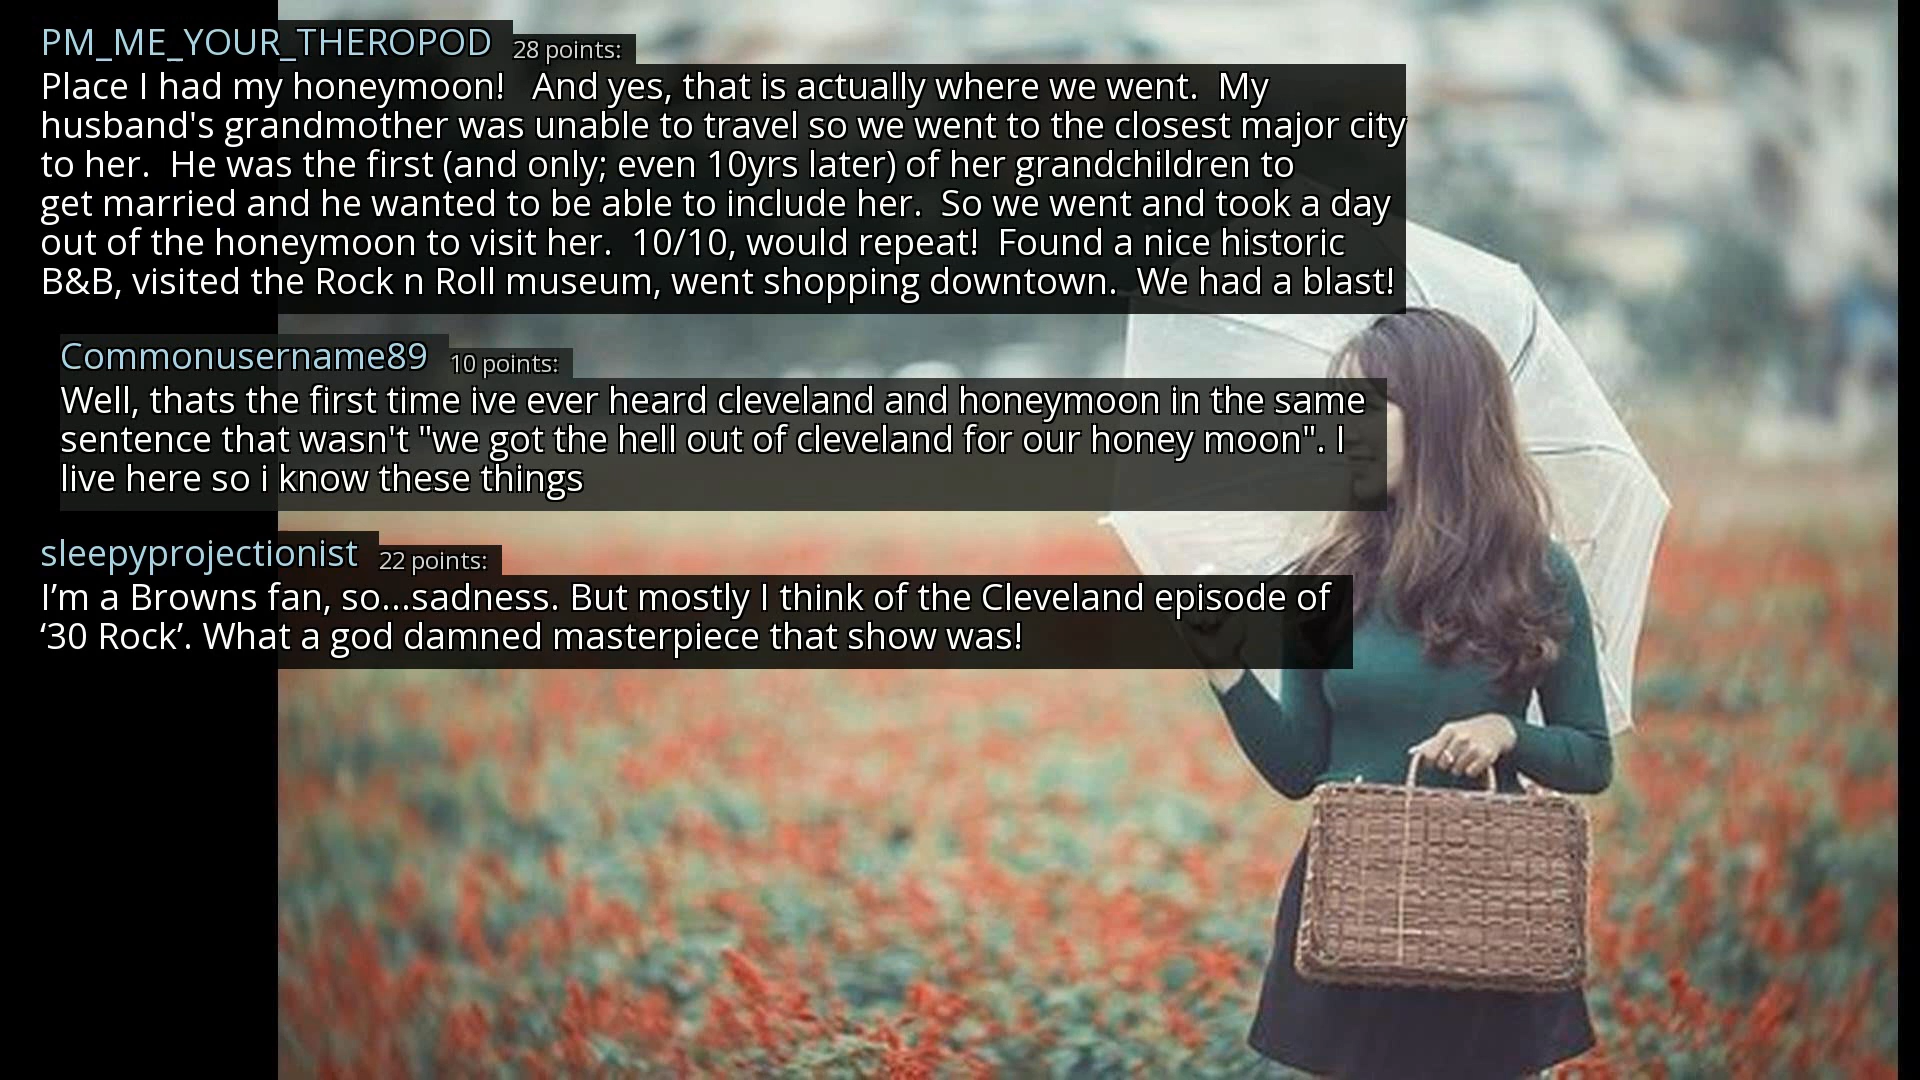 PM_ME_YOUR_THEROPOD 28 points:
Place I had my honeymoon!   And yes, that is actually where we went.  My
husband's grandmother was unable to travel so we went to the closest major city
to her.  He was the first (and only; even 10yrs later) of her grandchildren to
get married and he wanted to be able to include her.  So we went and took a day
out of the honeymoon to visit her.  10/10, would repeat!  Found a nice historic
B&B, visited the Rock n Roll museum, went shopping downtown.  We had a blast!
Commonusername89 10 points:
Well, thats the first time ive ever heard cleveland and honeymoon in the same
sentence that wasn't "we got the hell out of cleveland for our honey moon". I
live here so i know these things
sleepyprojectionist 22 points:
I’m a Browns fan, so...sadness. But mostly I think of the Cleveland episode of
‘30 Rock’. What a god damned masterpiece that show was!